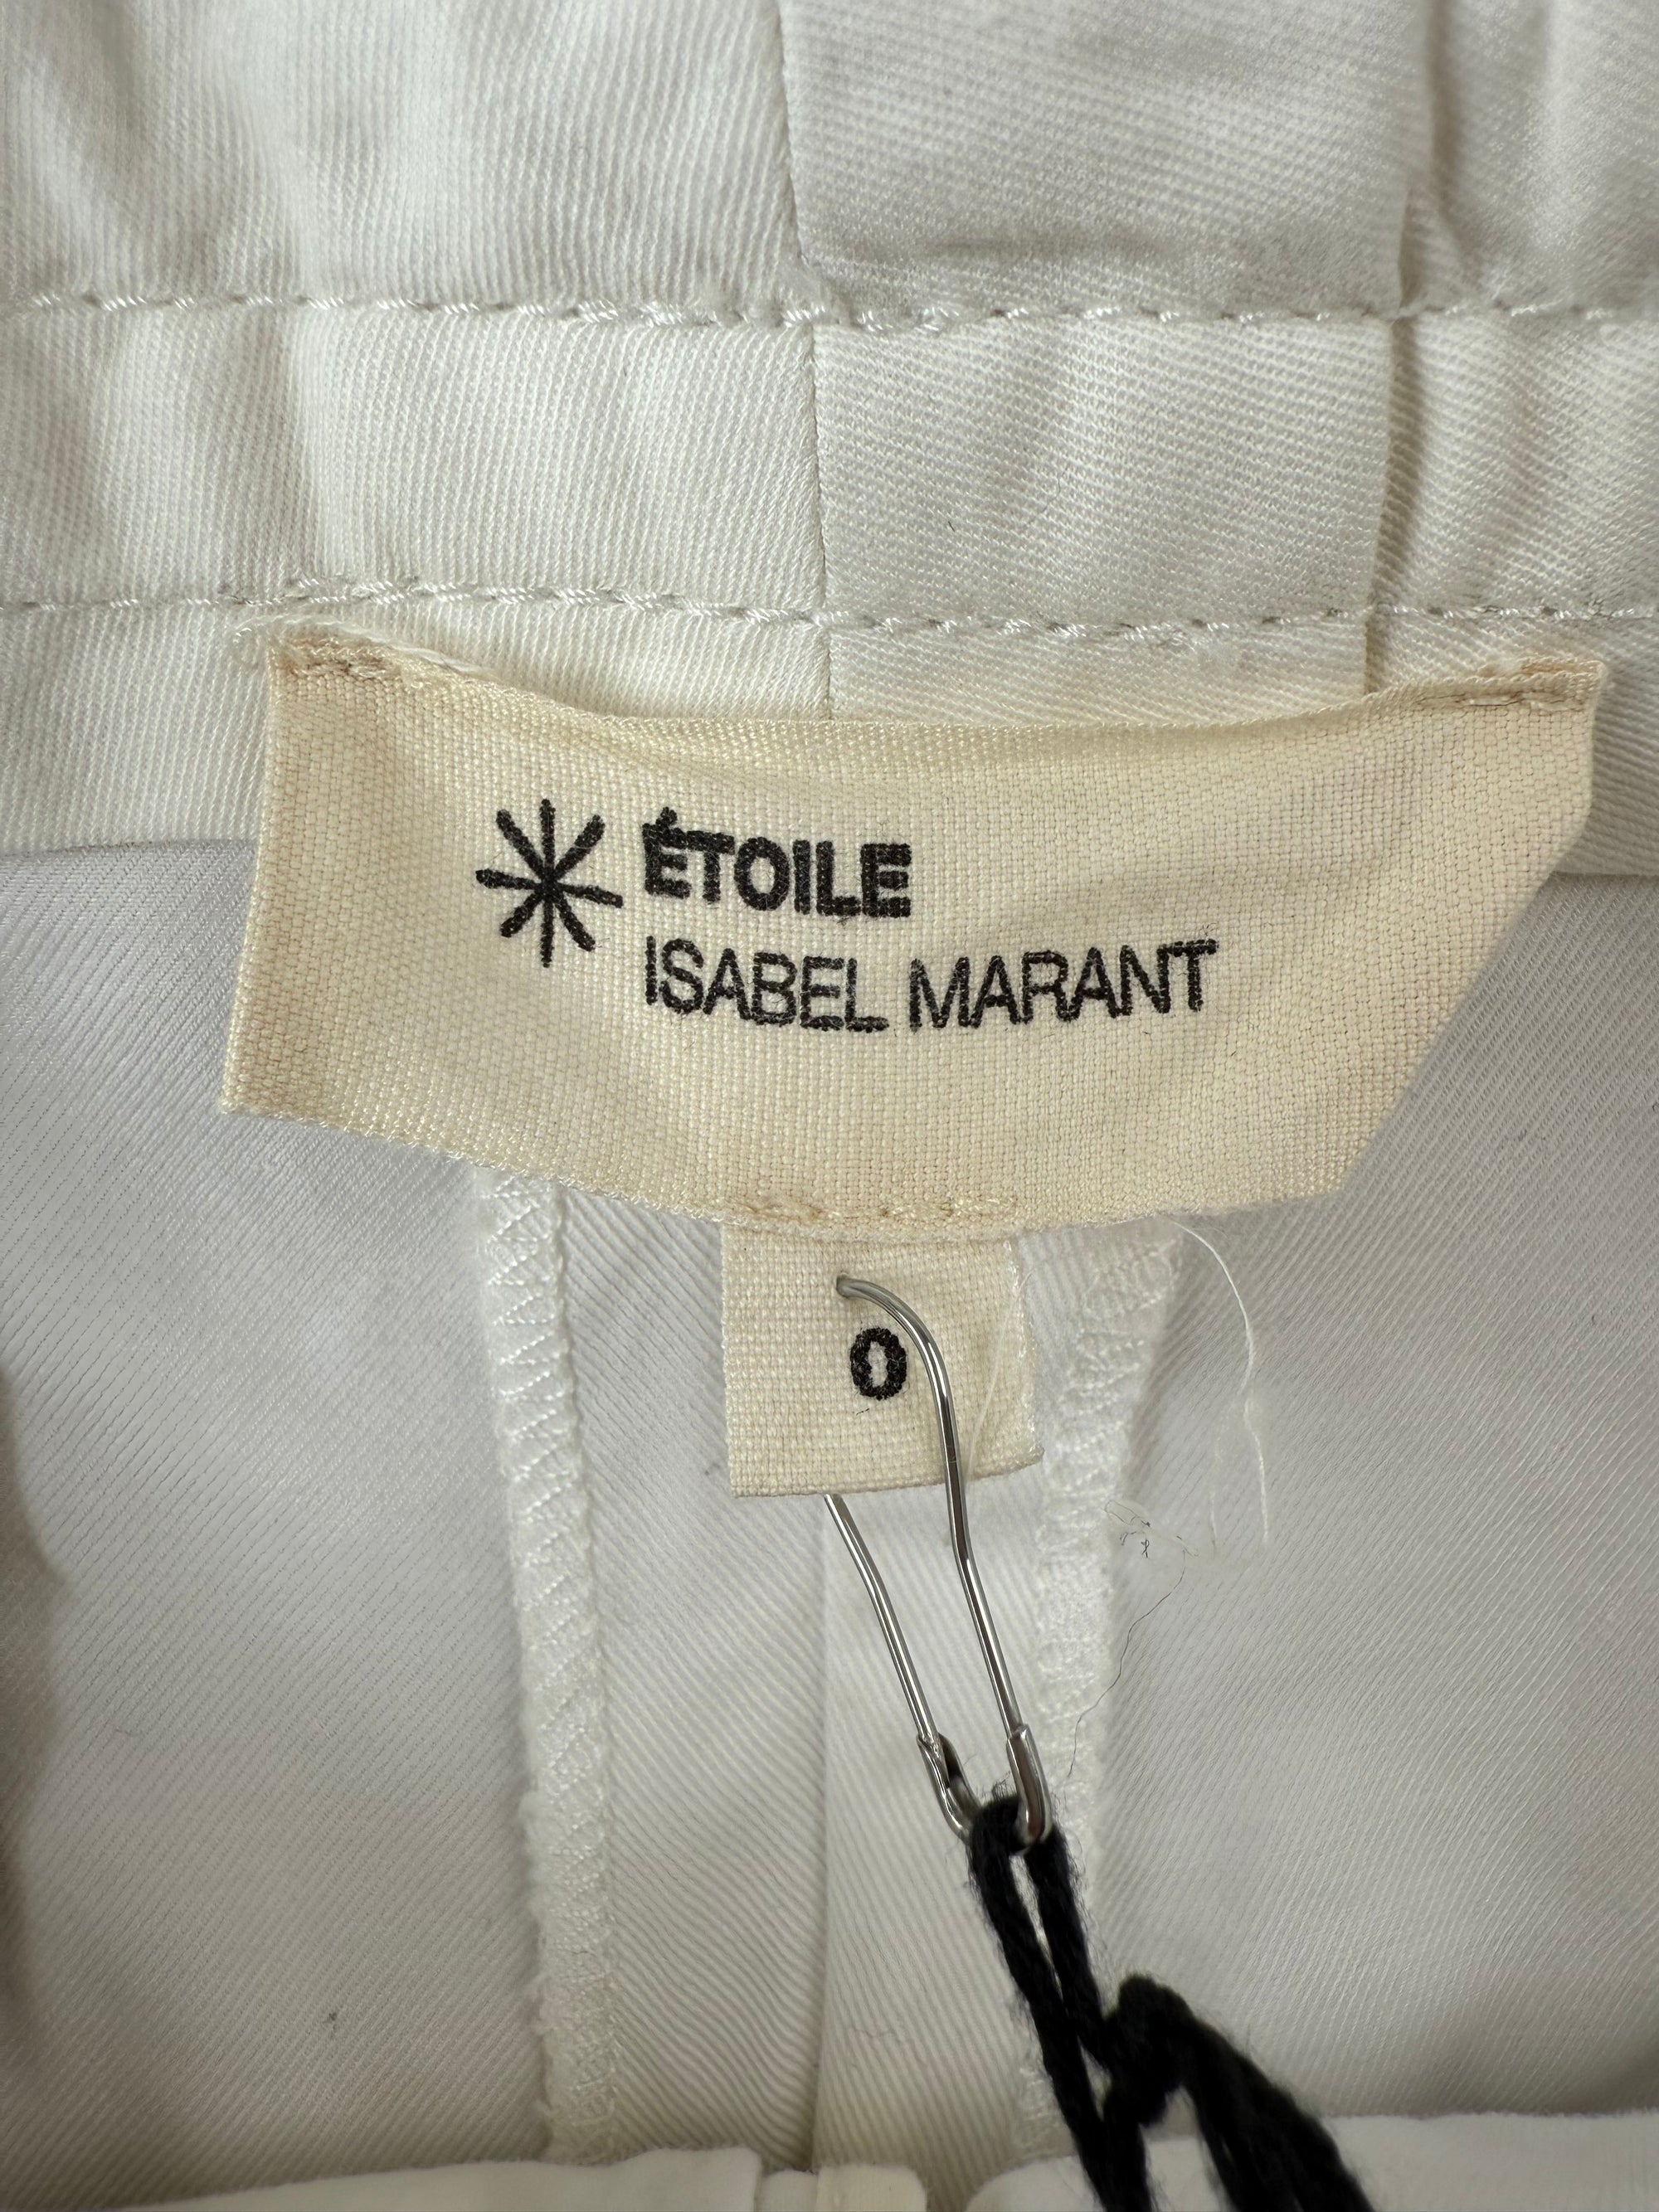 ÉTOILE
ISABEL MARANT
0